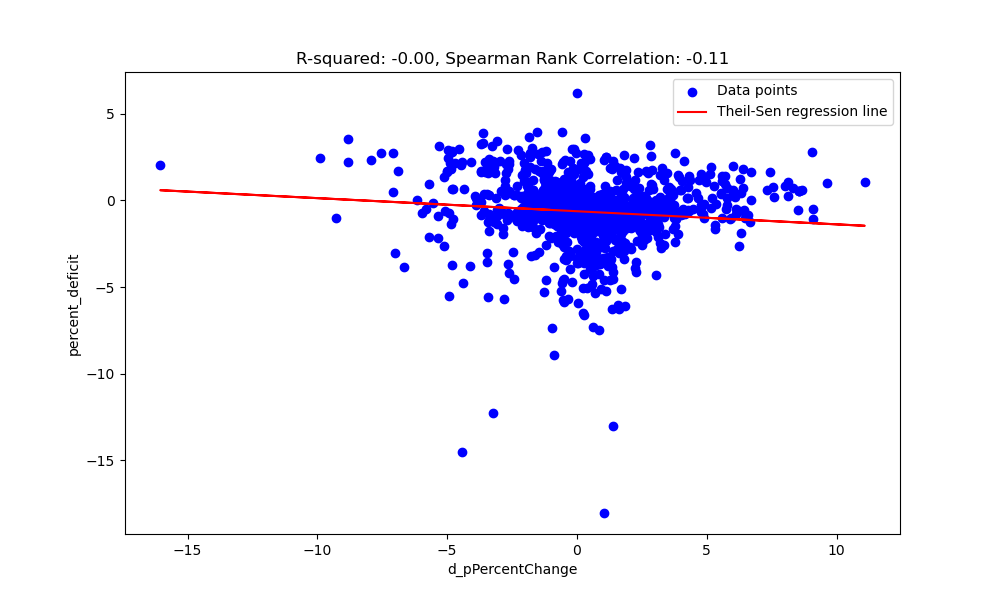 R-squared: -0.00, Spearman Rank Correlation: -0.11
Data points
Theil-Sen regression line
5
0
−5
−10
−15
percent_deficit
−15
−10
−5
0
5
10
d_pPercentChange